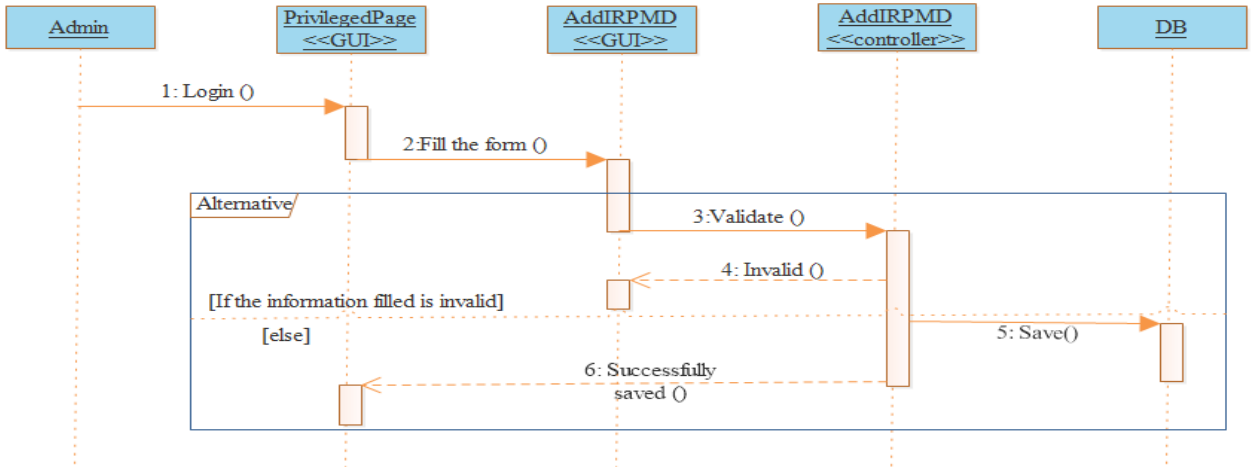 Admin
PrivilegedPage
<<GUI>>
AddIRPMD
<<GUI>>
AddIRPMD
<<controller>>
DB
1: Login ()
2:Fill the form ()
Alternative
3:Validate ()
4: Invalid ()
[If the information filled is invalid]
[else]
5: Save()
6: Successfully
saved ()